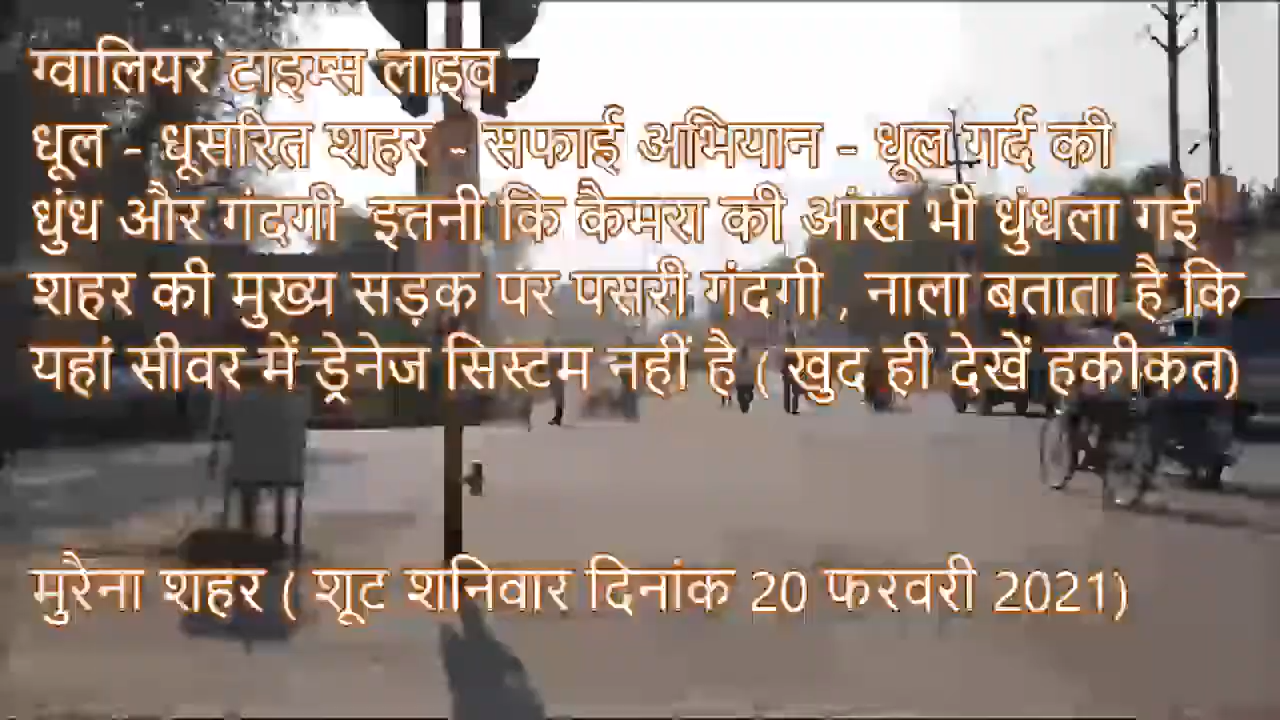 ग्वालियर टाइम्स लाइव
धूल - धूसरित शहर - सफाई अभियान - धूल गर्द की
धुंध और गंदगी इतनी कि कैमरा की आंख भी धुंधला गई
शहर की मुख्य सड़क पर पसरी गंदगी , नाला बताता है कि
यहां सीवर में ड्रेनेज सिस्टम नहीं है ( खुद ही देखें हकीकत)
मुरैना शहर ( शूट शनिवार दिनांक 20 फरवरी 2021)